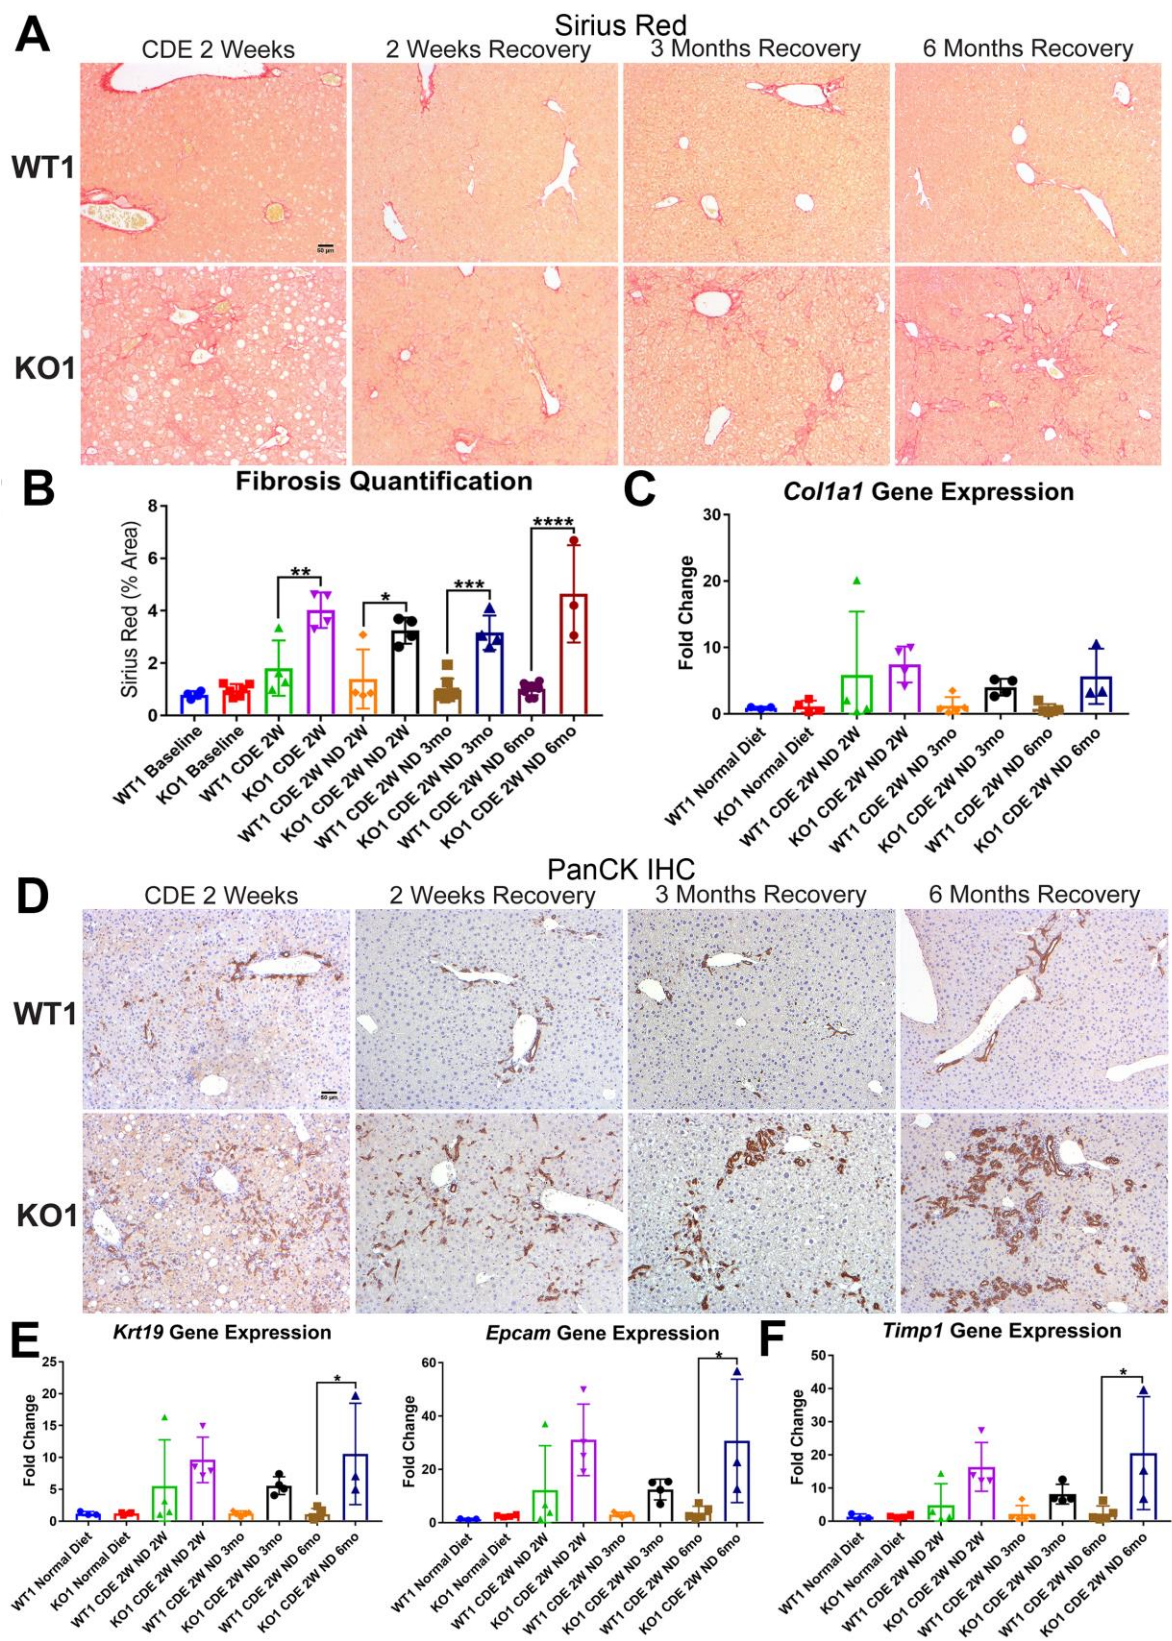 A
Sirius Red
CDE 2 Weeks
2 Weeks Recovery
3 Months Recovery
6 Months Recovery
WT1
50 µm
KO1
B
Fibrosis Quantification
Sirius Red (% Area)
8
6
4
2
0
**
*
***
****
WT1 Baseline
KO1 Baseline
WT1 CDE 2W
KO1 CDE 2W
WT1 CDE 2W ND 2W
KO1 CDE 2W ND 2W
WT1 CDE 2W ND 3mo
KO1 CDE 2W ND 3mo
WT1 CDE 2W ND 6mo
KO1 CDE 2W ND 6mo
C
Col1a1 Gene Expression
Fold Change
30
20
10
0
WT1 Normal Diet
KO1 Normal Diet
WT1 CDE 2W ND 2W
KO1 CDE 2W ND 2W
WT1 CDE 2W ND 3mo
KO1 CDE 2W ND 3mo
WT1 CDE 2W ND 6mo
KO1 CDE 2W ND 6mo
D
PanCK IHC
CDE 2 Weeks
2 Weeks Recovery
3 Months Recovery
6 Months Recovery
WT1
50 µm
KO1
E
Krt19 Gene Expression
Fold Change
25
20
15
10
5
0
*
WT1 Normal Diet
KO1 Normal Diet
WT1 CDE 2W ND 2W
KO1 CDE 2W ND 2W
WT1 CDE 2W ND 3mo
KO1 CDE 2W ND 3mo
WT1 CDE 2W ND 6mo
KO1 CDE 2W ND 6mo
Epcam Gene Expression
Fold Change
60
40
20
0
*
WT1 Normal Diet
KO1 Normal Diet
WT1 CDE 2W ND 2W
KO1 CDE 2W ND 2W
WT1 CDE 2W ND 3mo
KO1 CDE 2W ND 3mo
WT1 CDE 2W ND 6mo
KO1 CDE 2W ND 6mo
F
Timp1 Gene Expression
Fold Change
50
40
30
20
10
0
*
WT1 Normal Diet
KO1 Normal Diet
WT1 CDE 2W ND 2W
KO1 CDE 2W ND 2W
WT1 CDE 2W ND 3mo
KO1 CDE 2W ND 3mo
WT1 CDE 2W ND 6mo
KO1 CDE 2W ND 6mo